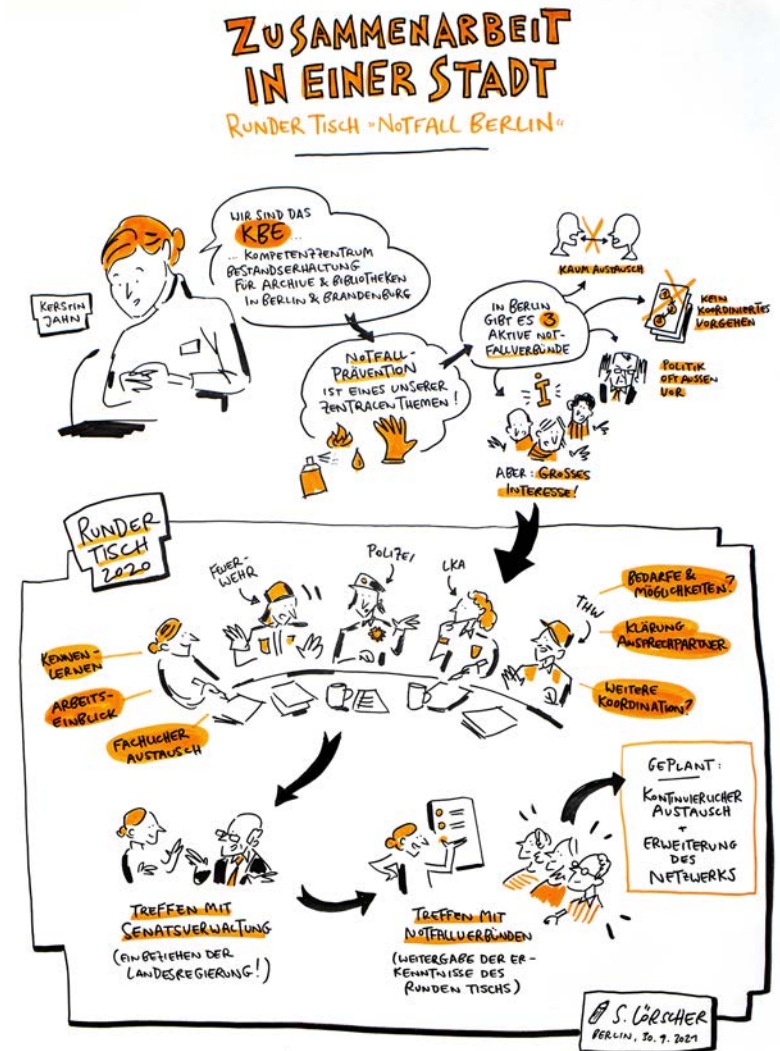 ZUSAMMENARBEIT
IN EINER STADT
RUNDER TISCH »NOTFALL BERLIN«
KERSTIN
JAHN
WIR SIND DAS
KBE ...
... KOMPETENZZENTRUM
BESTANDSERHALTUNG
FÜR ARCHIVE & BIBLIOTHEKEN
IN BERLIN & BRANDENBURG
NOTFALL-
PRÄVENTION
IST EINES UNSERER
ZENTRALEN THEMEN!
IN BERLIN
GIBT ES 3
AKTIVE NOT-
FALLVERBÜNDE
KAUM AUSTAUSCH
KEIN
KOORDINIERTES
VORGEHEN
POLITIK
OFT AUSSEN
VOR
i
ABER: GROSSES
INTERESSE!
RUNDER
TISCH
2020
FEUER-
WEHR
POLIZEI
LKA
THW
KENNEN-
LERNEN
ARBEITS-
EINBLICK
FACHLICHER
AUSTAUSCH
BEDARFE &
MÖGLICHKEITEN?
KLÄRUNG
ANSPRECHPARTNER
WEITERE
KOORDINATION?
TREFFEN MIT
SENATSVERWALTUNG
(EINBEZIEHEN DER
LANDESREGIERUNG!)
TREFFEN MIT
NOTFALLVERBÜNDEN
(WEITERGABE DER ER-
KENNTNISSE DES
RUNDEN TISCHS)
GEPLANT:
KONTINUIERLICHER
AUSTAUSCH
+
ERWEITERUNG
DES
NETZWERKS
S. LÖRSCHER
BERLIN, 30.9.2021